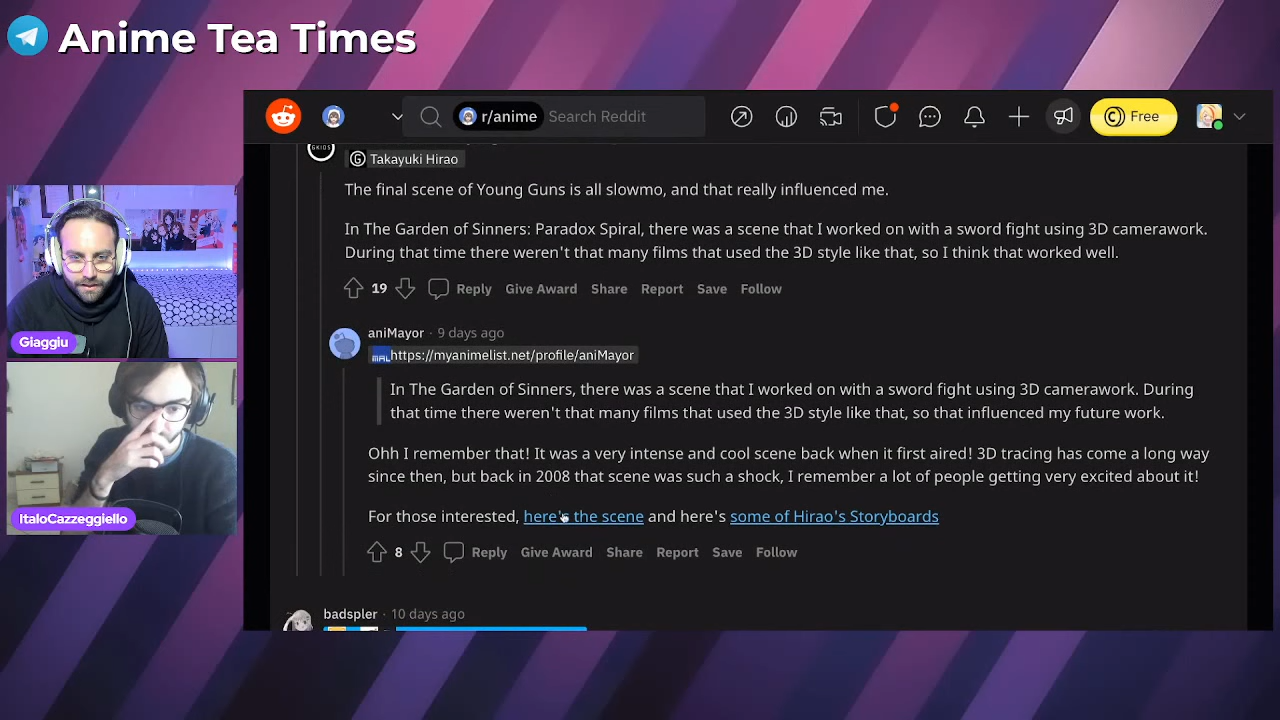 Anime Tea Times
r/anime Search Reddit
Free
GKIDS
Takayuki Hirao
The final scene of Young Guns is all slowmo, and that really influenced me.
In The Garden of Sinners: Paradox Spiral, there was a scene that I worked on with a sword fight using 3D camerawork.
During that time there weren't that many films that used the 3D style like that, so I think that worked well.
19 Reply Give Award Share Report Save Follow
aniMayor · 9 days ago
MAL https://myanimelist.net/profile/aniMayor
In The Garden of Sinners, there was a scene that I worked on with a sword fight using 3D camerawork. During
that time there weren't that many films that used the 3D style like that, so that influenced my future work.
Ohh I remember that! It was a very intense and cool scene back when it first aired! 3D tracing has come a long way
since then, but back in 2008 that scene was such a shock, I remember a lot of people getting very excited about it!
For those interested, here's the scene and here's some of Hirao's Storyboards
8 Reply Give Award Share Report Save Follow
badspler · 10 days ago
Giaggiu
ItaloCazzeggiello